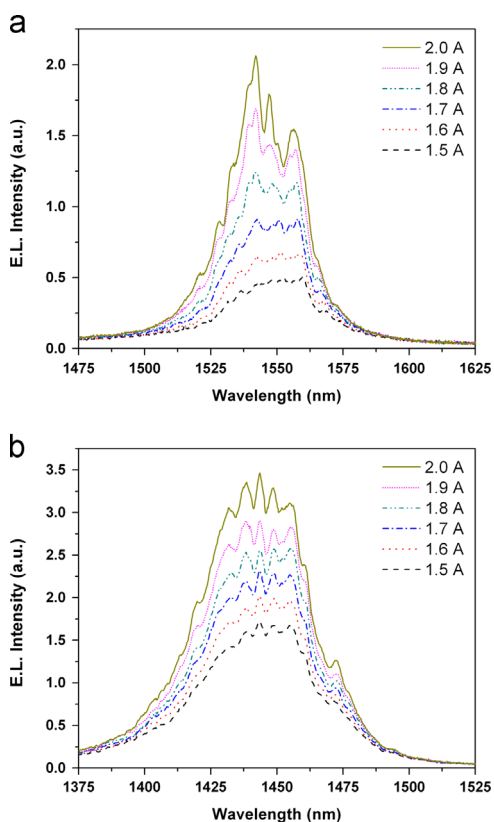 a
2.0 A
1.9 A
1.8 A
1.7 A
1.6 A
1.5 A
E.L. Intensity (a.u.)
2.0
1.5
1.0
0.5
0.0
1475 1500 1525 1550 1575 1600 1625
Wavelength (nm)
b
2.0 A
1.9 A
1.8 A
1.7 A
1.6 A
1.5 A
E.L. Intensity (a.u.)
3.5
3.0
2.5
2.0
1.5
1.0
0.5
0.0
1375 1400 1425 1450 1475 1500 1525
Wavelength (nm)